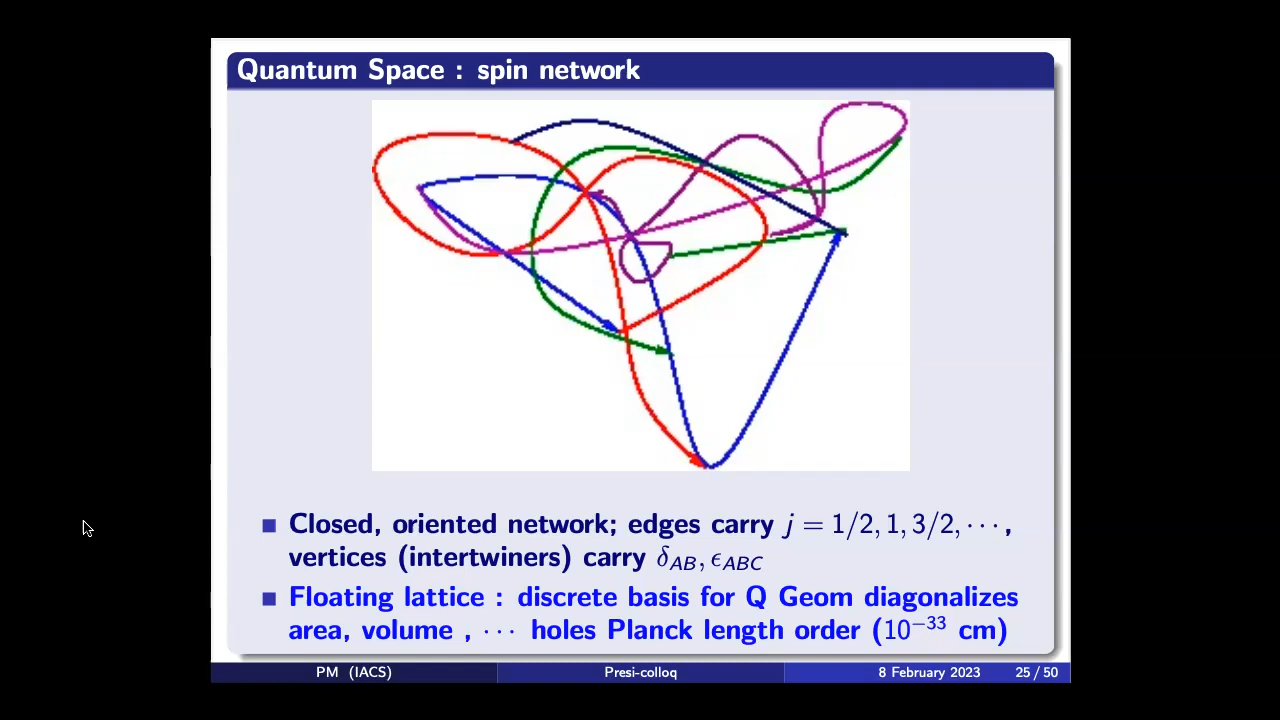 Quantum Space : spin network
Closed, oriented network; edges carry j = 1/2, 1, 3/2, ··· ,
vertices (intertwiners) carry δ_AB, ϵ_ABC
Floating lattice : discrete basis for Q Geom diagonalizes
area, volume , ··· holes Planck length order (10⁻³³ cm)
PM (IACS) Presi-colloq 8 February 2023 25 / 50